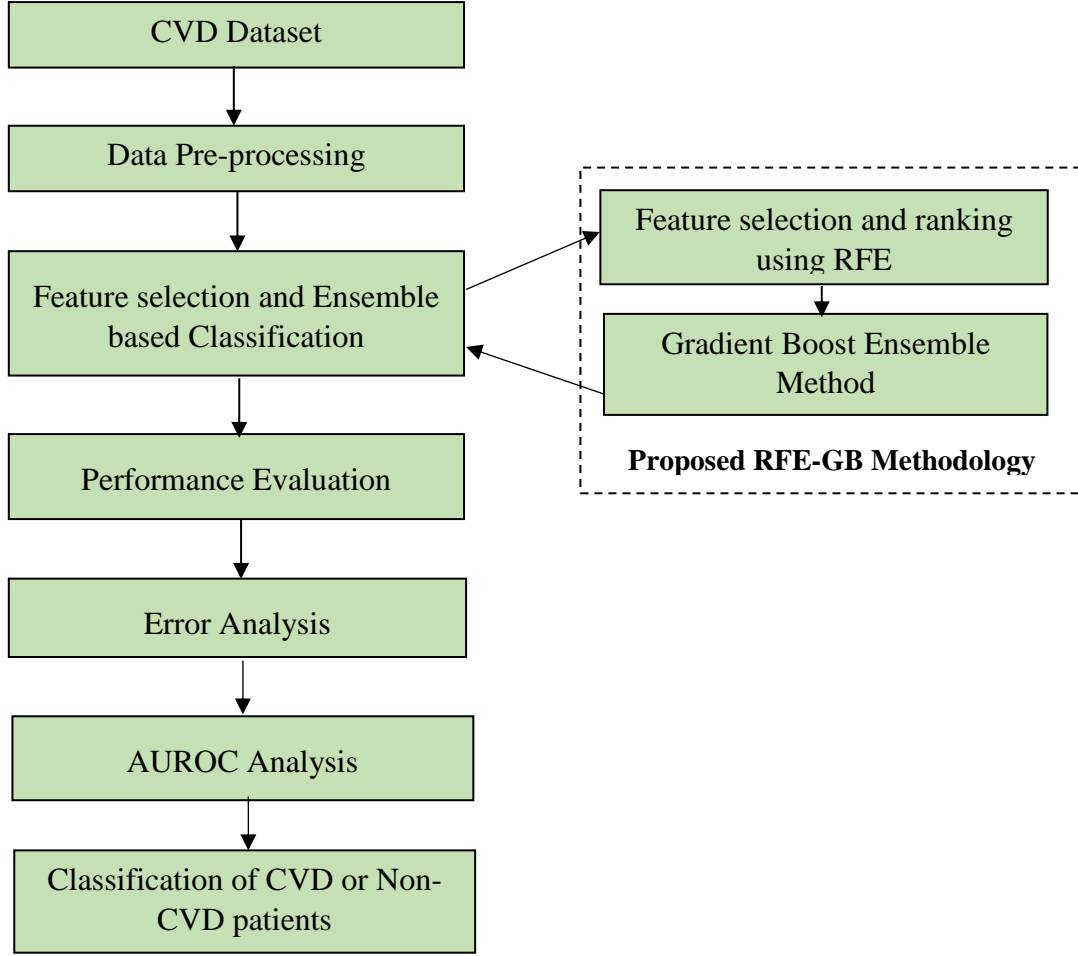 CVD Dataset
Data Pre-processing
Feature selection and Ensemble
based Classification
Feature selection and ranking
using RFE
Gradient Boost Ensemble
Method
Proposed RFE-GB Methodology
Performance Evaluation
Error Analysis
AUROC Analysis
Classification of CVD or Non-
CVD patients